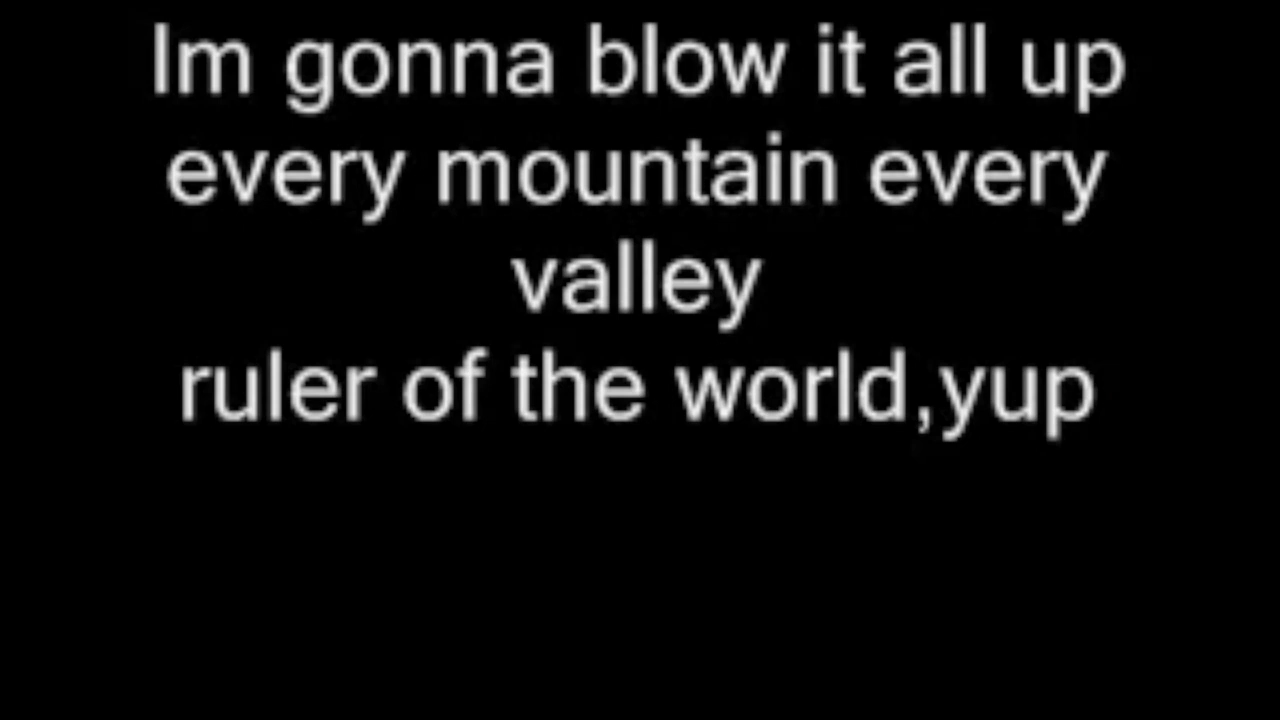 Im gonna blow it all up
every mountain every
valley
ruler of the world,yup